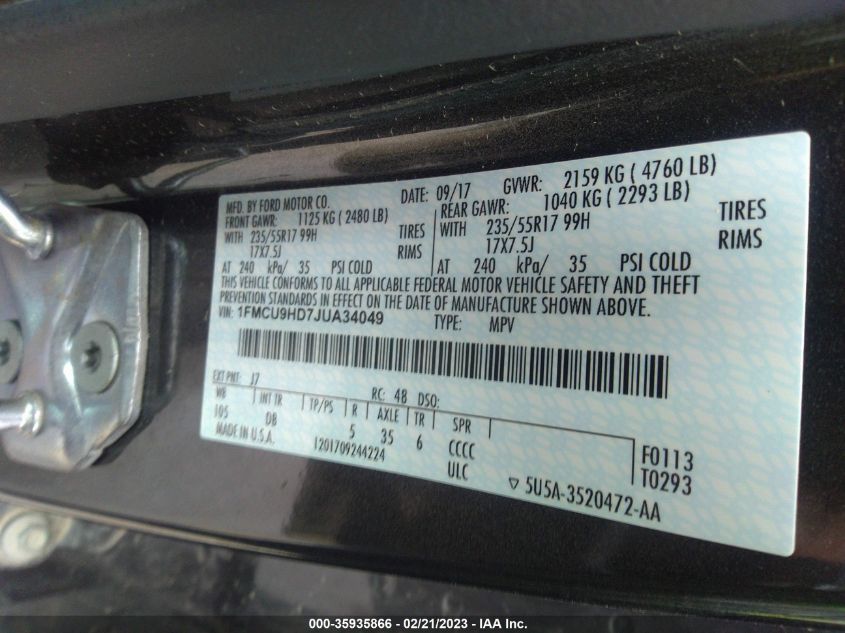 MFD. BY FORD MOTOR CO. DATE: 09/17 GVWR: 2159 KG ( 4760 LB)
FRONT GAWR: 1125 KG ( 2480 LB) REAR GAWR: 1040 KG ( 2293 LB)
WITH 235/55R17 99H TIRES WITH 235/55R17 99H TIRES
17X7.5J RIMS 17X7.5J RIMS
AT 240 kPa/ 35 PSI COLD AT 240 kPa/ 35 PSI COLD
THIS VEHICLE CONFORMS TO ALL APPLICABLE FEDERAL MOTOR VEHICLE SAFETY AND THEFT
PREVENTION STANDARDS IN EFFECT ON THE DATE OF MANUFACTURE SHOWN ABOVE.
VIN: 1FMCU9HD7JUA34049 TYPE: MPV
EXT PNT: J7 RC: 48 DSO:
WB INT TR TP/PS R AXLE TR SPR
105 DB 5 35 6 CCCC
MADE IN U.S.A. 1201709244224 ULC
F0113
T0293
▽ 5U5A-3520472-AA
000-35935866 - 02/21/2023 - IAA Inc.